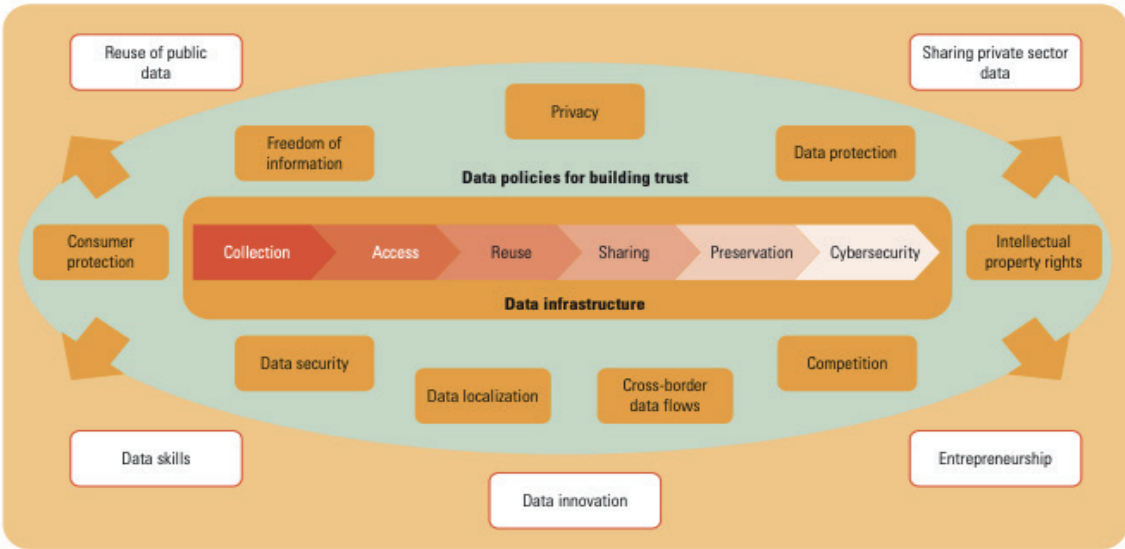 Reuse of public
data
Sharing private sector
data
Privacy
Freedom of
information
Data protection
Data policies for building trust
Consumer
protection
Collection
Access
Reuse
Sharing
Preservation
Cybersecurity
Intellectual
property rights
Data infrastructure
Data security
Data localization
Cross-border
data flows
Competition
Data skills
Data innovation
Entrepreneurship